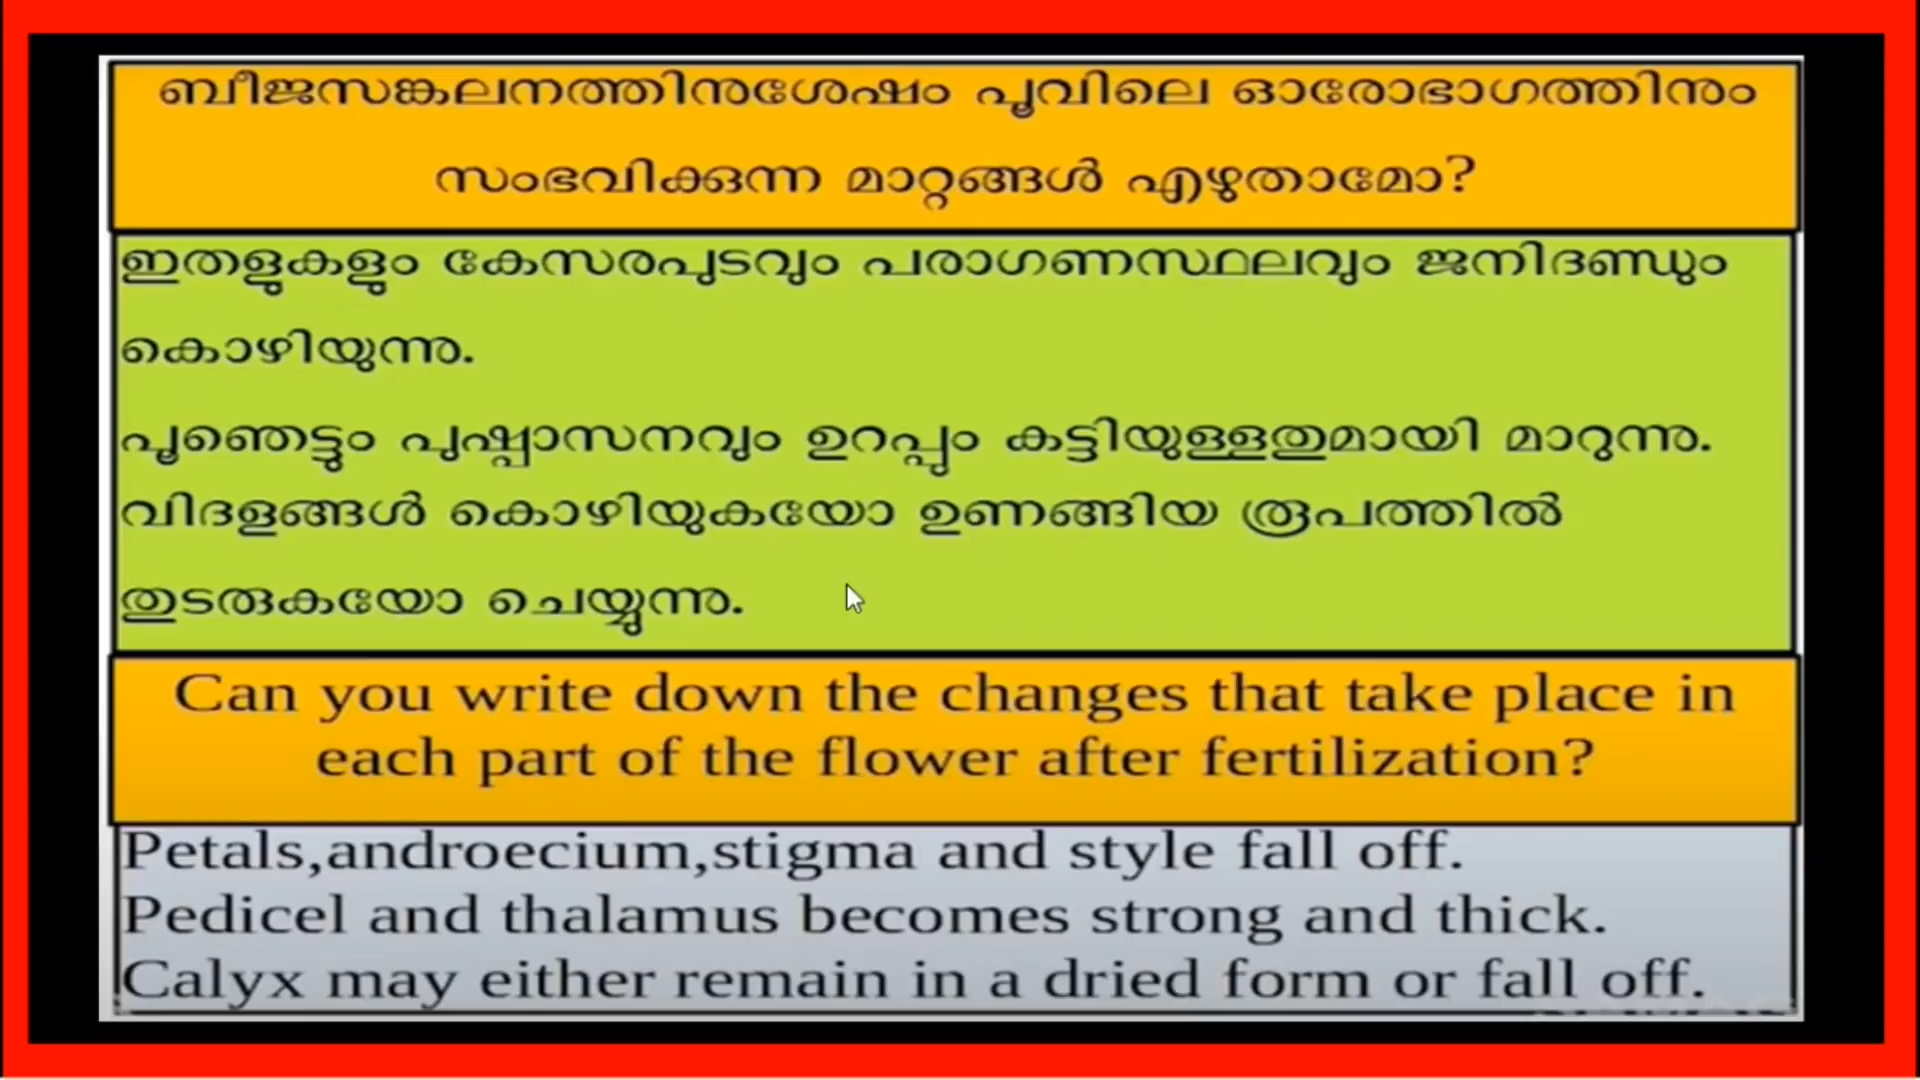 ബീജസങ്കലനത്തിനുശേഷം പൂവിലെ ഓരോഭാഗത്തിനും
സംഭവിക്കുന്ന മാറ്റങ്ങൾ എഴുതാമോ?
ഇതളുകളും കേസരപുടവും പരാഗണസ്ഥലവും ജനിദണ്ഡും
കൊഴിയുന്നു.
പൂഞെട്ടും പുഷ്പാസനവും ഉറപ്പും കട്ടിയുള്ളതുമായി മാറുന്നു.
വിദളങ്ങൾ കൊഴിയുകയോ ഉണങ്ങിയ രൂപത്തിൽ
തുടരുകയോ ചെയ്യുന്നു.
Can you write down the changes that take place in
each part of the flower after fertilization?
Petals,androecium,stigma and style fall off.
Pedicel and thalamus becomes strong and thick.
Calyx may either remain in a dried form or fall off.